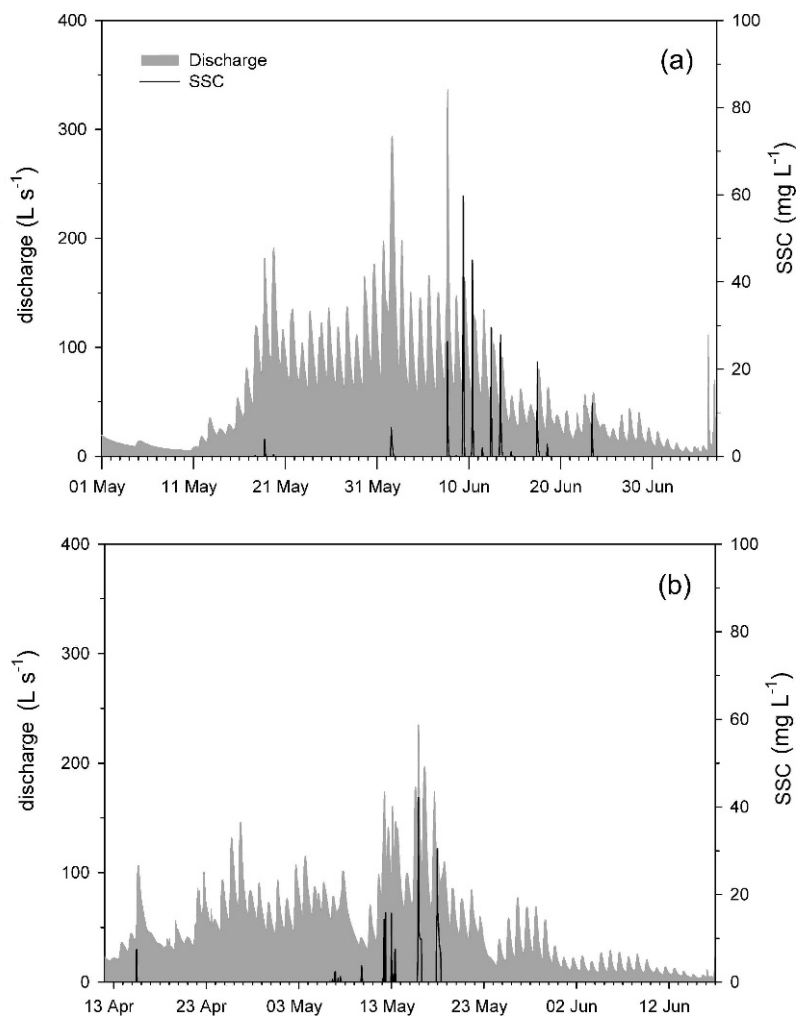 400
300
200
100
0
discharge (L s⁻¹)
Discharge
SSC
(a)
100
80
60
40
20
0
SSC (mg L⁻¹)
01 May 11 May 21 May 31 May 10 Jun 20 Jun 30 Jun
400
300
200
100
0
discharge (L s⁻¹)
(b)
100
80
60
40
20
0
SSC (mg L⁻¹)
13 Apr 23 Apr 03 May 13 May 23 May 02 Jun 12 Jun